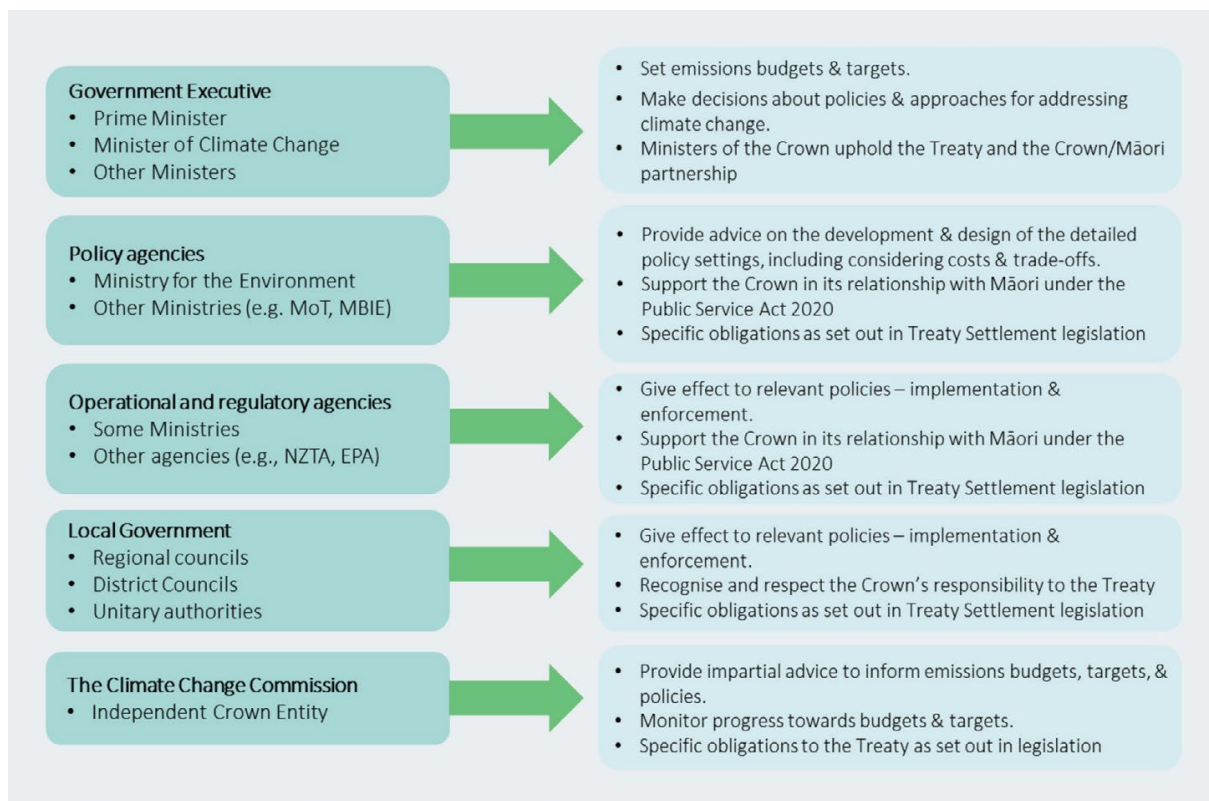 Government Executive
• Prime Minister
• Minister of Climate Change
• Other Ministers
• Set emissions budgets & targets.
• Make decisions about policies & approaches for addressing
climate change.
• Ministers of the Crown uphold the Treaty and the Crown/Māori
partnership
Policy agencies
• Ministry for the Environment
• Other Ministries (e.g. MoT, MBIE)
• Provide advice on the development & design of the detailed
policy settings, including considering costs & trade-offs.
• Support the Crown in its relationship with Māori under the
Public Service Act 2020
• Specific obligations as set out in Treaty Settlement legislation
Operational and regulatory agencies
• Some Ministries
• Other agencies (e.g., NZTA, EPA)
• Give effect to relevant policies – implementation &
enforcement.
• Support the Crown in its relationship with Māori under the
Public Service Act 2020
• Specific obligations as set out in Treaty Settlement legislation
Local Government
• Regional councils
• District Councils
• Unitary authorities
• Give effect to relevant policies – implementation &
enforcement.
• Recognise and respect the Crown’s responsibility to the Treaty
• Specific obligations as set out in Treaty Settlement legislation
The Climate Change Commission
• Independent Crown Entity
• Provide impartial advice to inform emissions budgets, targets, &
policies.
• Monitor progress towards budgets & targets.
• Specific obligations to the Treaty as set out in legislation